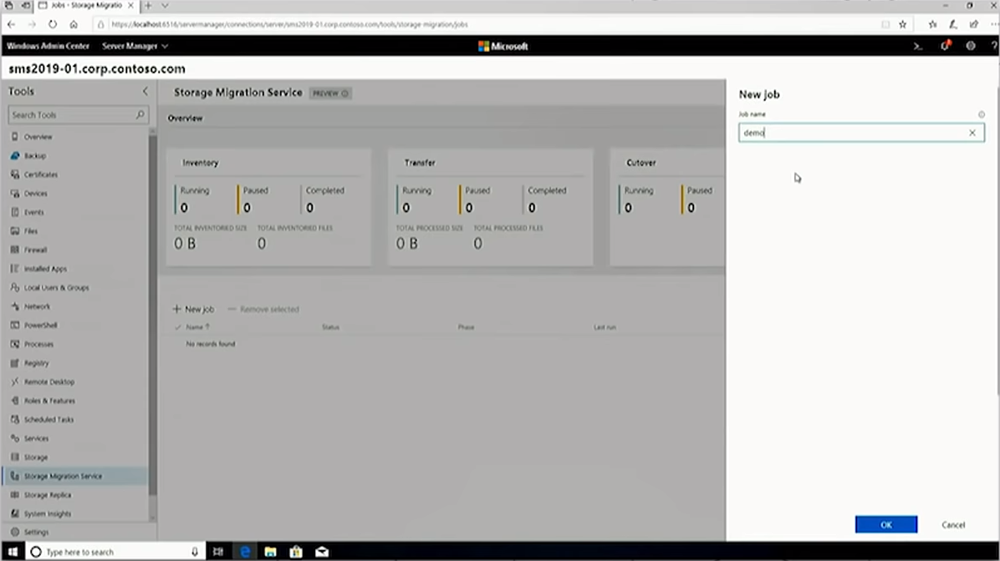 Jobs - Storage Migratio
https://localhost:6516/servermanager/connections/server/sms2019-01.corp.contoso.com/tools/storage-migration/jobs
Windows Admin Center Server Manager Microsoft
sms2019-01.corp.contoso.com
Tools
Search Tools
Overview
Backup
Certificates
Devices
Events
Files
Firewall
Installed Apps
Local Users & Groups
Network
PowerShell
Processes
Registry
Remote Desktop
Roles & Features
Scheduled Tasks
Services
Storage
Storage Migration Service
Storage Replica
System Insights
Settings
Storage Migration Service PREVIEW
Overview
Inventory
Running Paused Completed
0 0 0
TOTAL INVENTORIED SIZE TOTAL INVENTORIED FILES
0 B 0
Transfer
Running Paused Completed
0 0 0
TOTAL PROCESSED SIZE TOTAL PROCESSED FILES
0 B 0
Cutover
Running Paused
0 0
New job Remove selected
Name Status Phase Last run
No records found
New Job
Job name
demo
OK Cancel
Type here to search